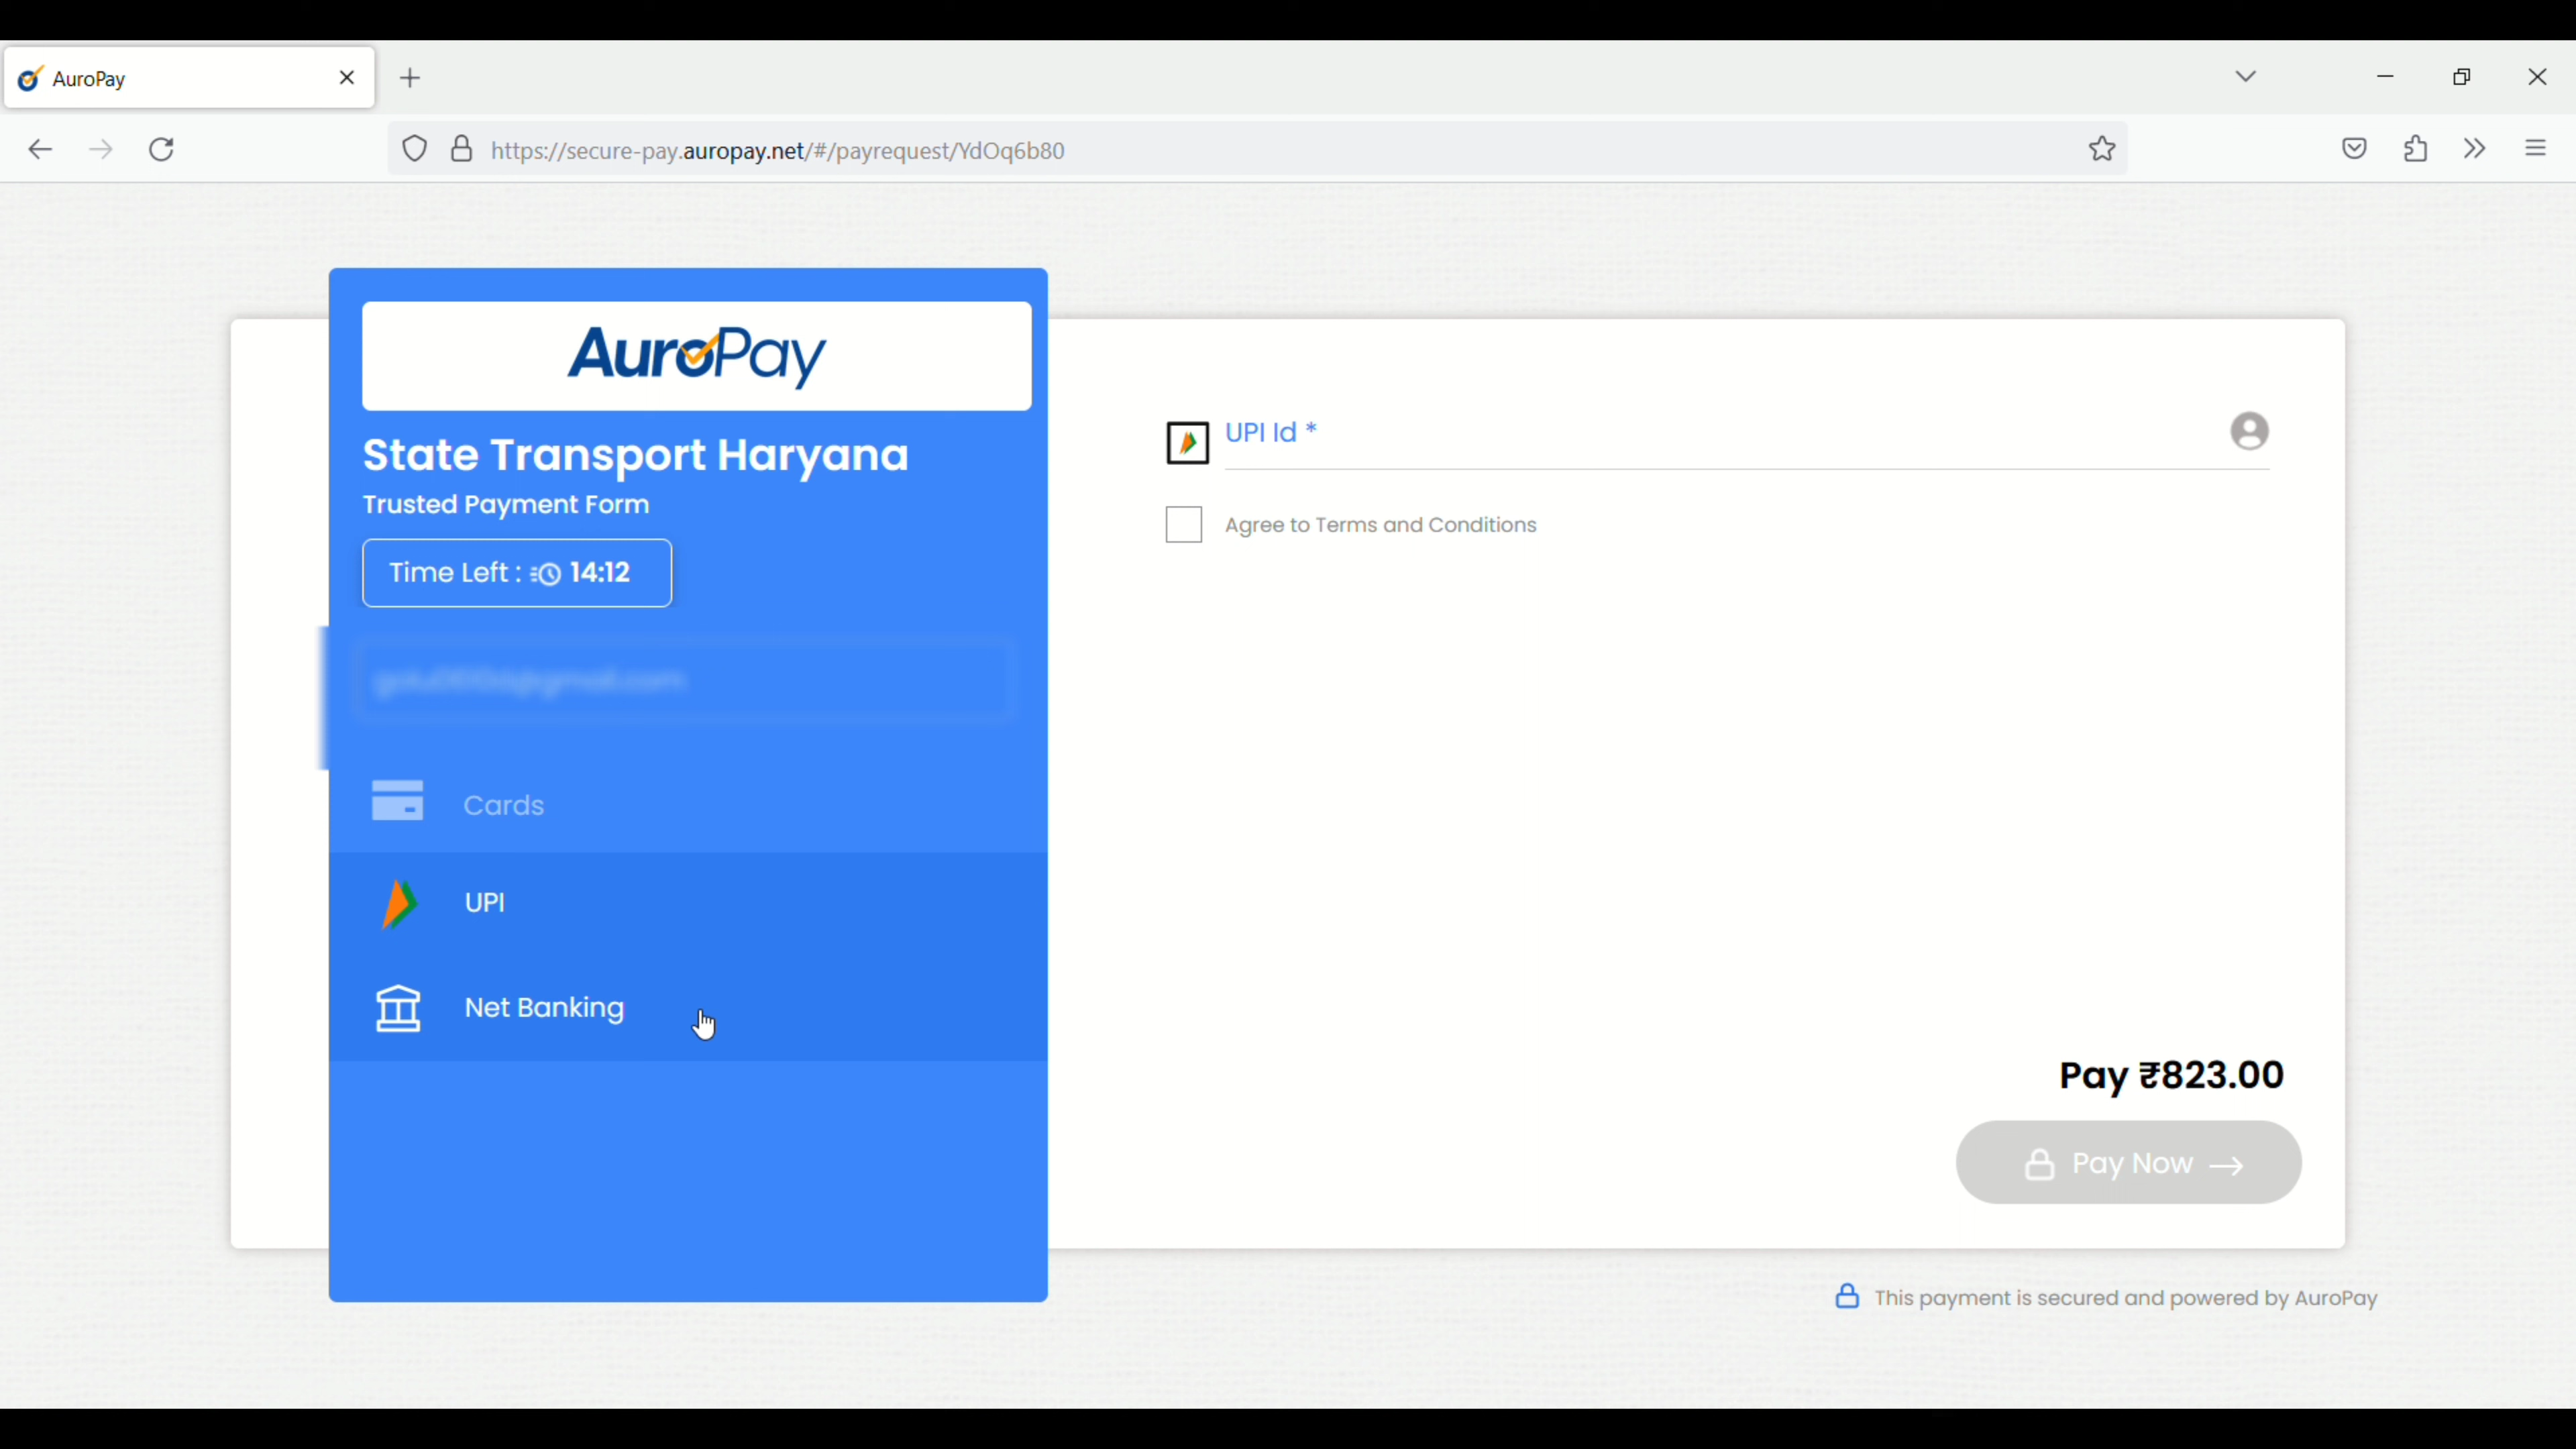 AuroPay
https://secure-pay.auropay.net/#/payrequest/YdOq6b80
AuroPay
State Transport Haryana
Trusted Payment Form
Time Left : 14:12
Cards
UPI
Net Banking
UPI Id *
Agree to Terms and Conditions
Pay ₹823.00
Pay Now →
This payment is secured and powered by AuroPay